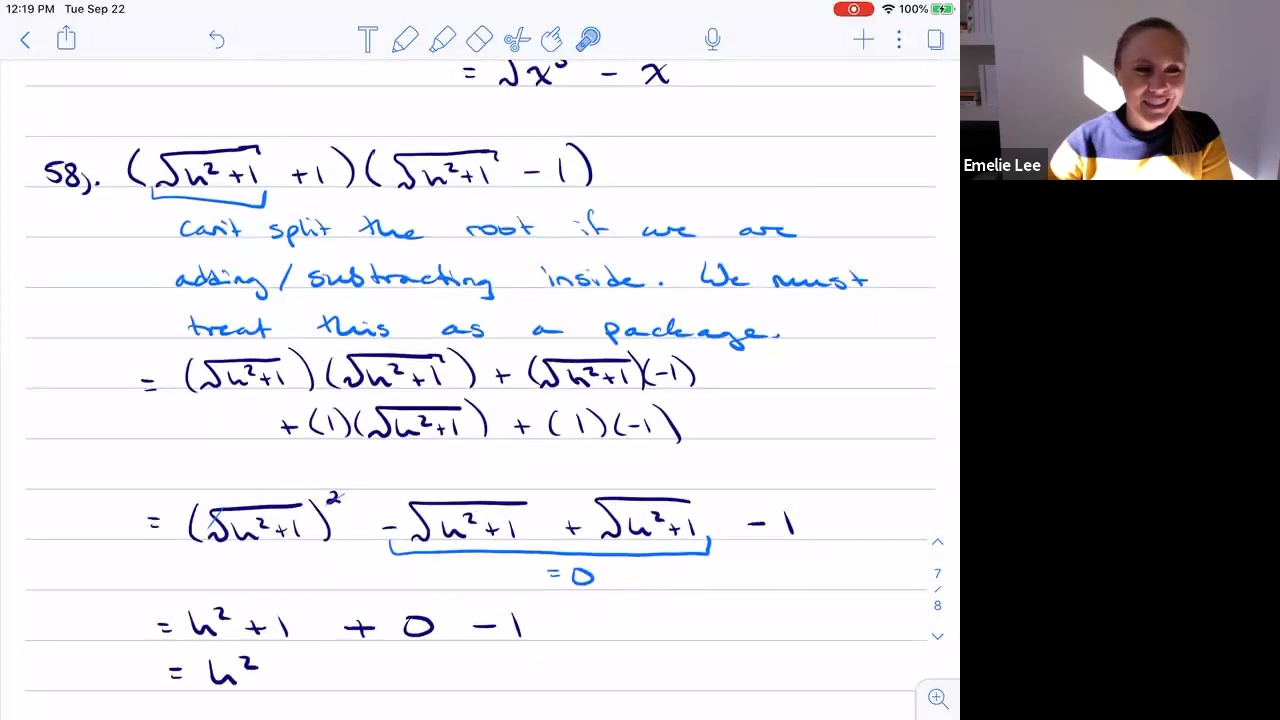 12:19 PM Tue Sep 22
100%
= √x³ - x
58). (√h²+1 +1)(√h²+1 - 1)
Emelie Lee
can't split the root if we are
adding/subtracting inside. We must
treat this as a package.
= (√h²+1)(√h²+1) + (√h²+1)(-1)
+ (1)(√h²+1) + (1)(-1)
= (√h²+1)² - √h²+1 + √h²+1 - 1
= 0
7
/
8
= h²+1 + 0 - 1
= h²